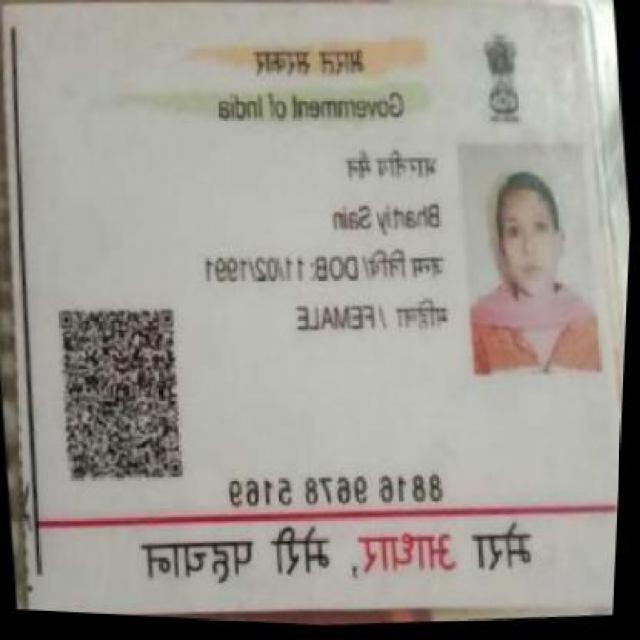 भारत सरकार
Government of India
भारतीय सैन
Bhartiy Sain
जन्म तिथि/ DOB: 11/02/1991
महिला / FEMALE
8816 9678 5169
मेरा आधार, मेरी पहचान